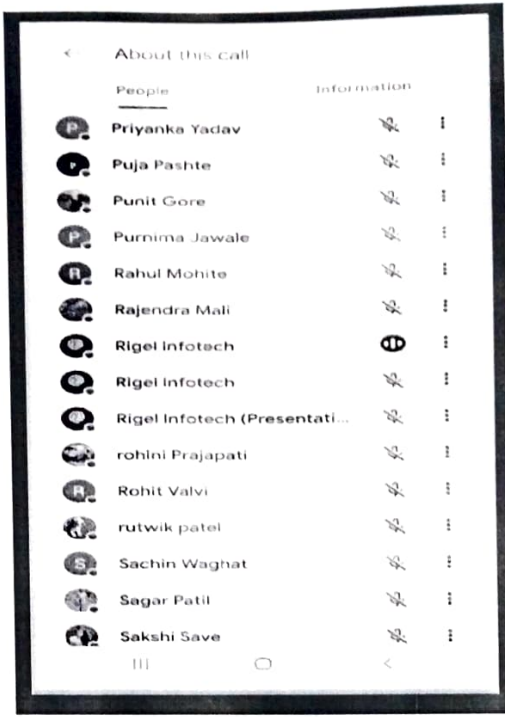 About this call
People Information
P Priyanka Yadav
P Puja Pashte
Punit Gore
P Purnima Jawale
R Rahul Mohite
Rajendra Mali
Rigel Infotech
Rigel Infotech
Rigel Infotech (Presentati...
rohini Prajapati
R Rohit Valvi
rutwik patel
S Sachin Waghat
Sagar Patil
Sakshi Save